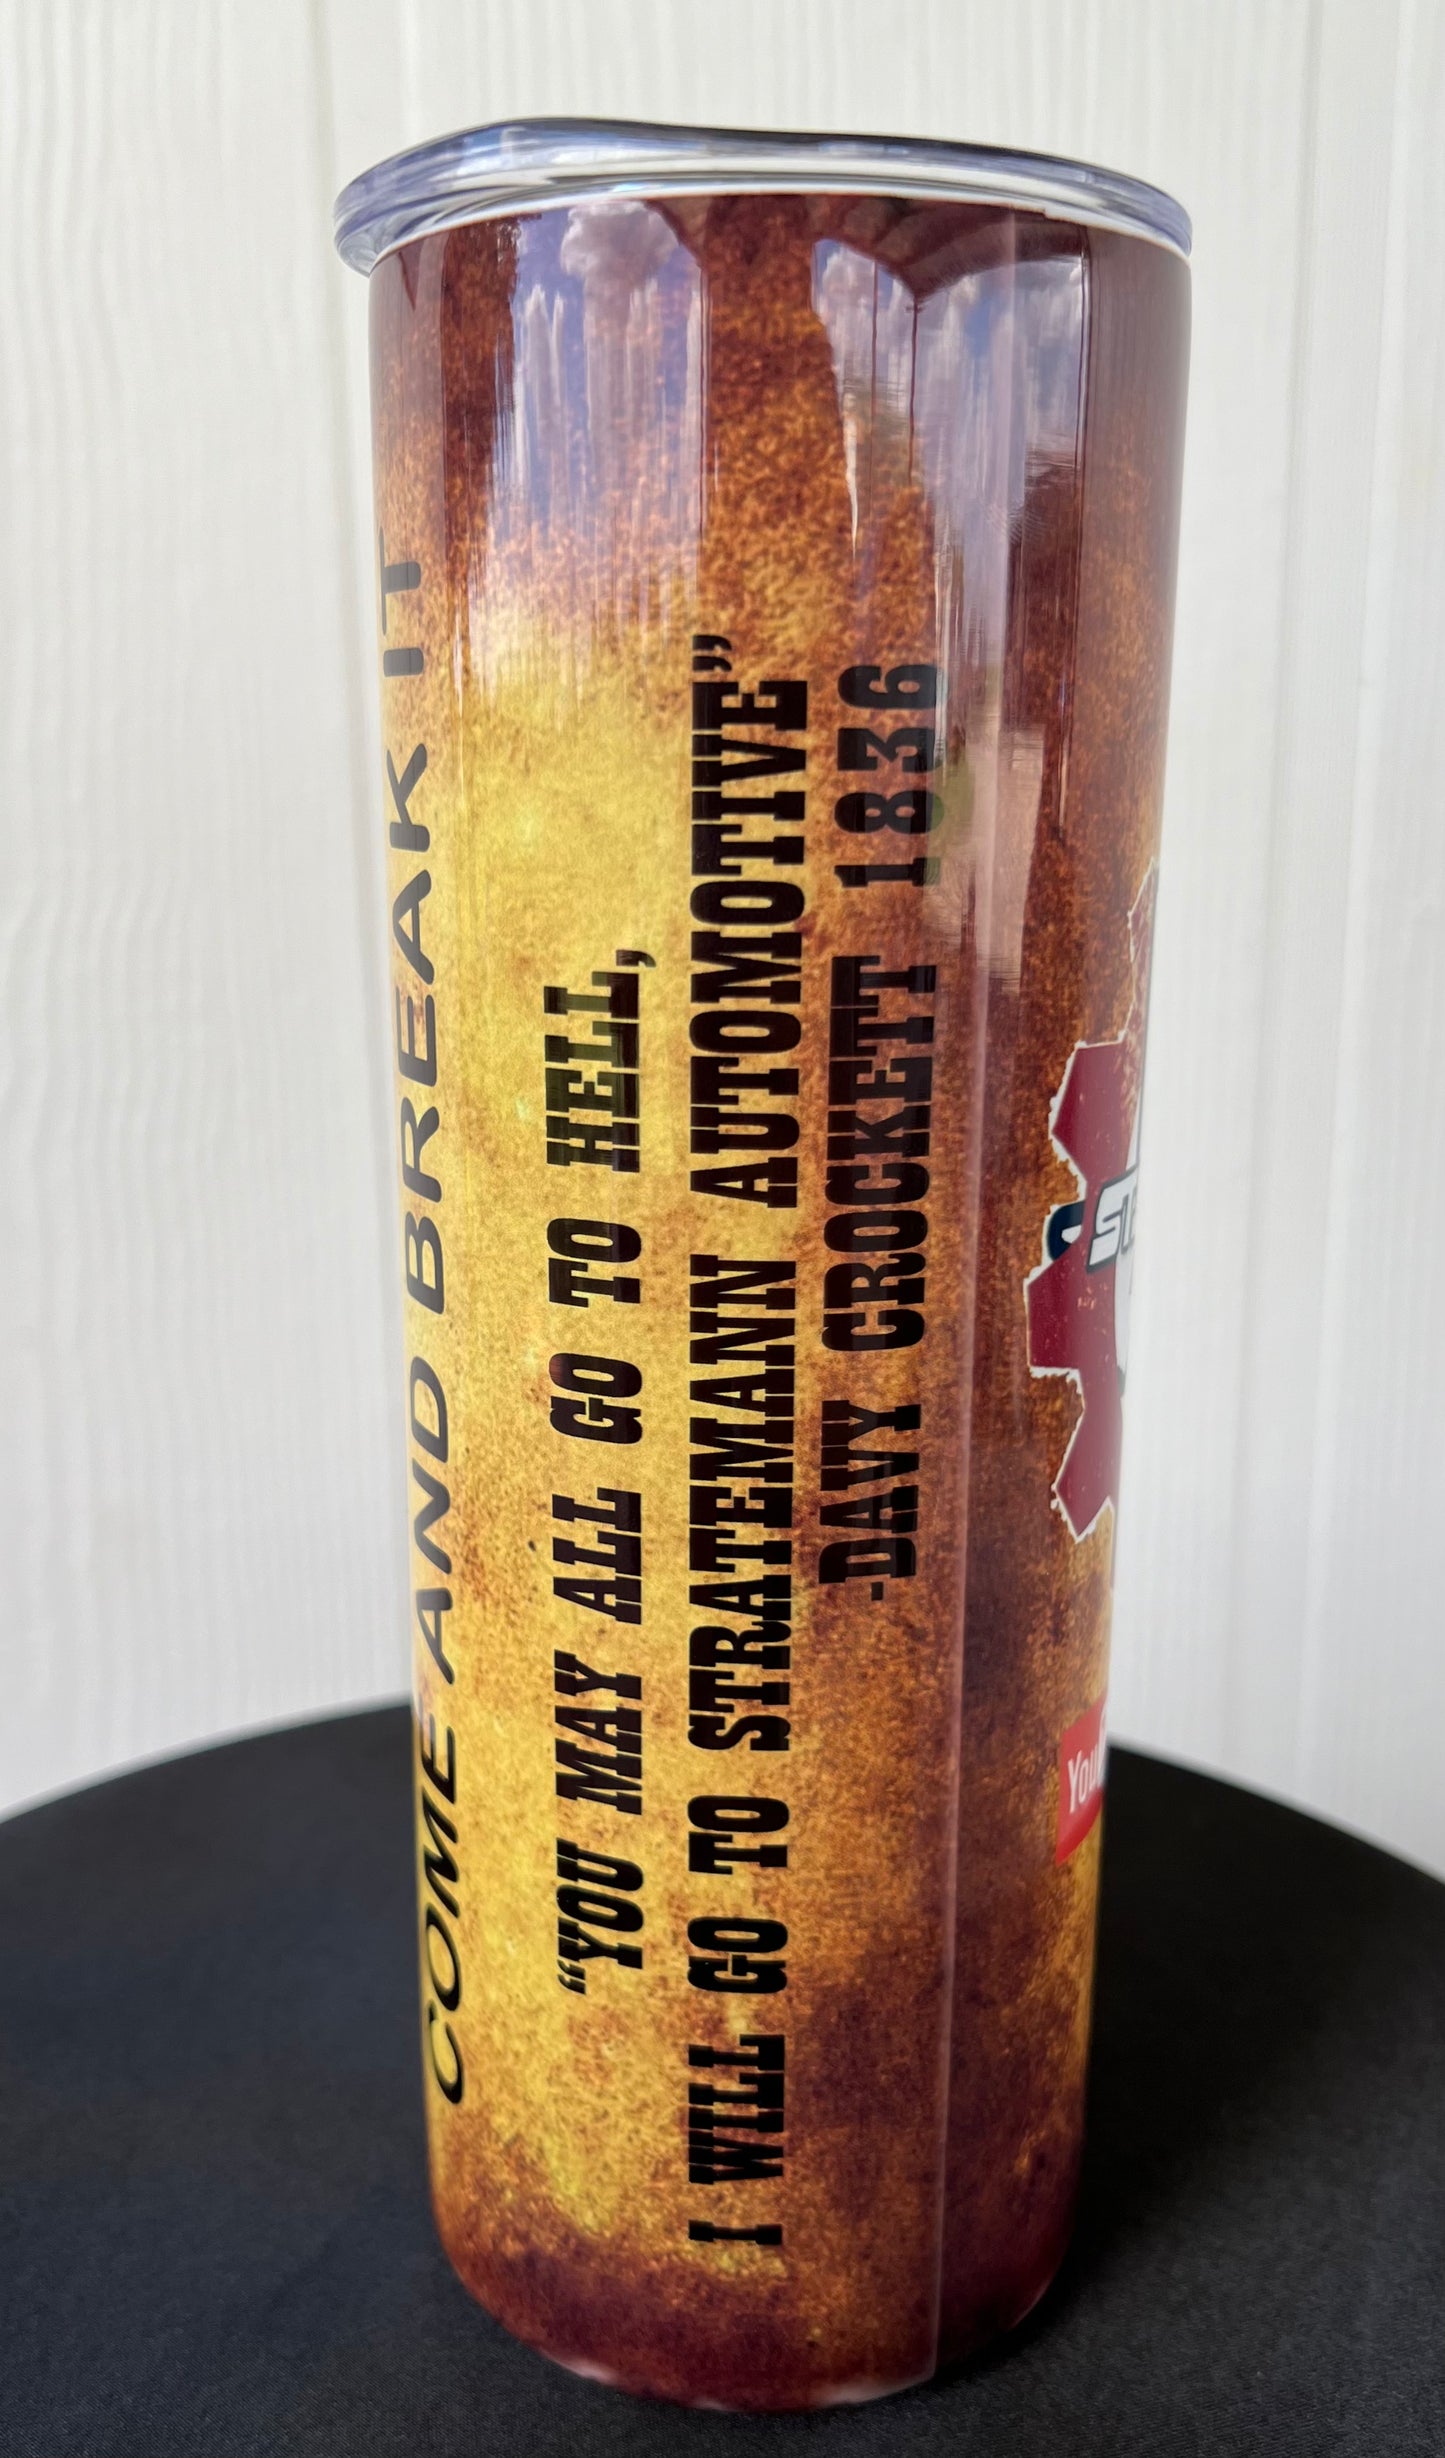 COME AND BREAK IT
“YOU MAY ALL GO TO HELL,
I WILL GO TO STRATEMANN AUTOMOTIVE”
-DAVY CROCKETT 1836